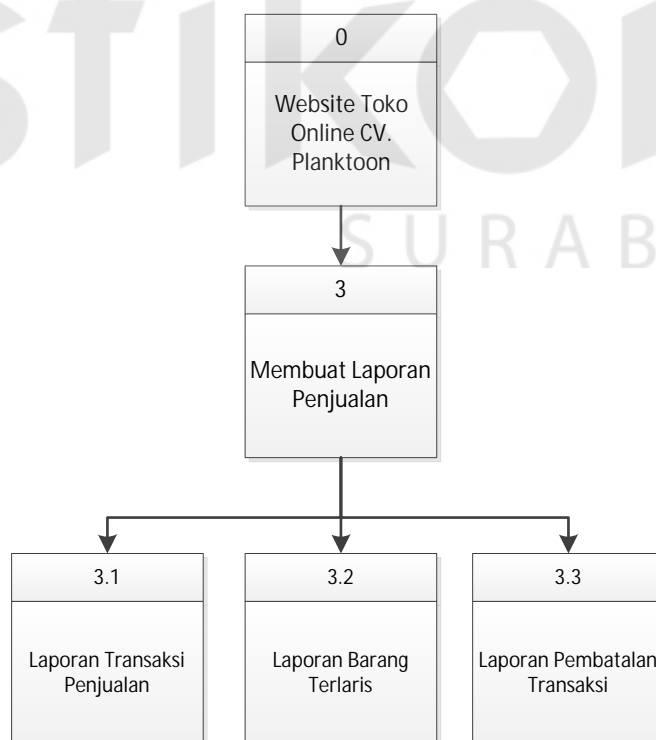 STIKOM
SURAB
0
Website Toko
Online CV.
Planktoon
3
Membuat Laporan
Penjualan
3.1
3.2
3.3
Laporan Transaksi
Penjualan
Laporan Barang
Terlaris
Laporan Pembatalan
Transaksi